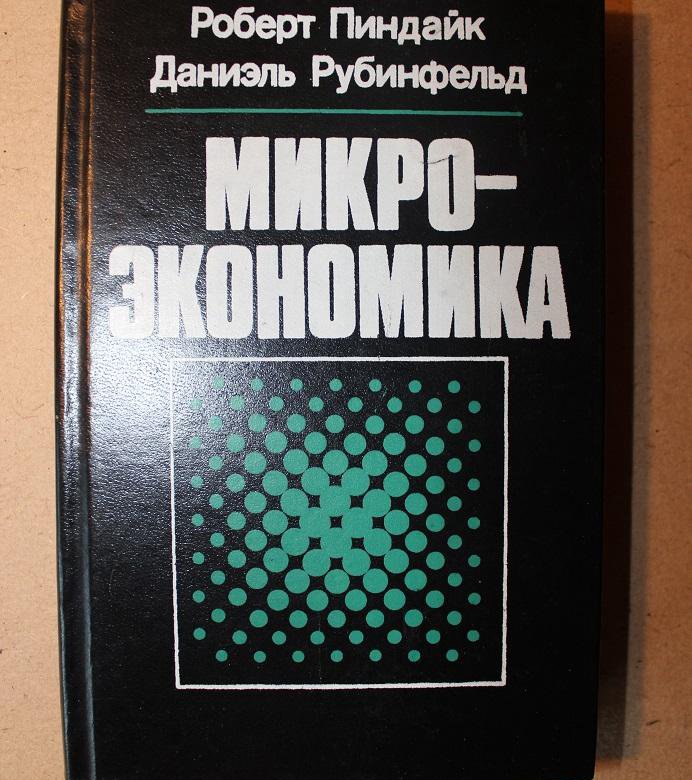 Роберт Пиндайк
Даниэль Рубинфельд
МИКРО-
ЭКОНОМИКА